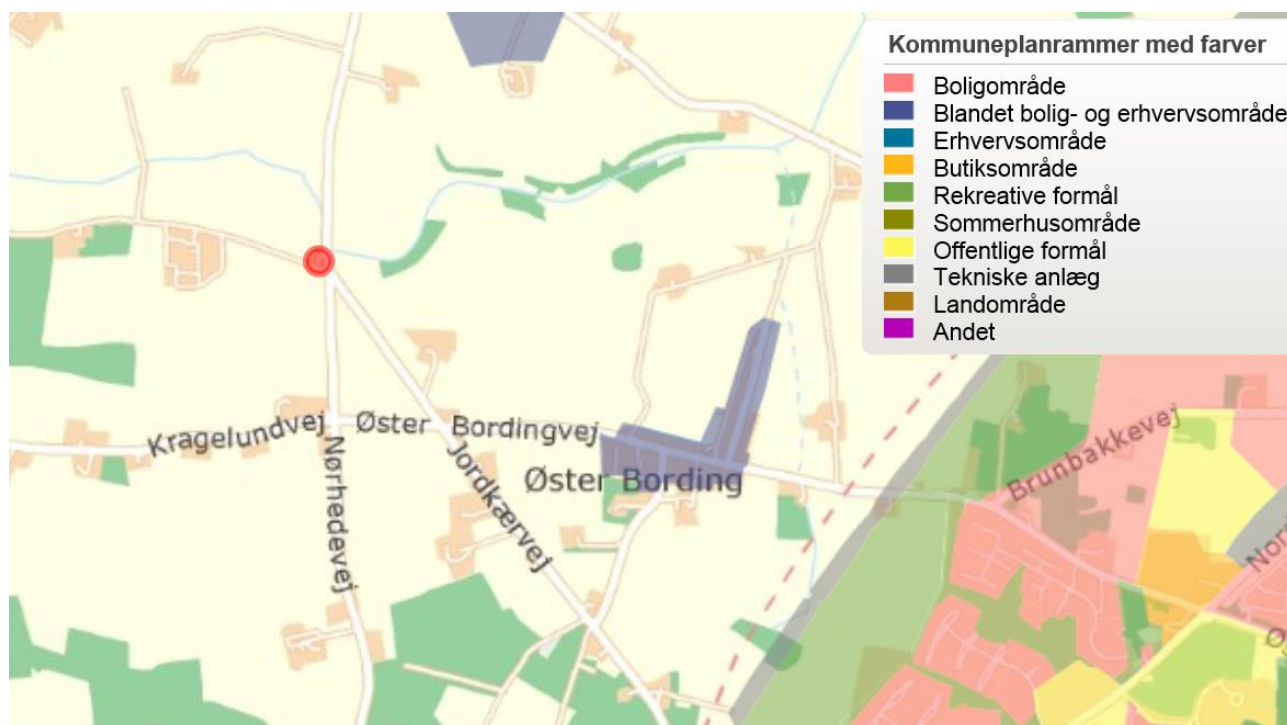 Kommuneplanrammer med farver
Boligområde
Blandet bolig- og erhvervsområde
Erhvervsområde
Butiksområde
Rekreative formål
Sommerhusområde
Offentlige formål
Tekniske anlæg
Landområde
Andet
Kragelundvej
Øster Bordingvej
Nørhedevej
Jordkærvej
Øster Bording
Brunbakkevej